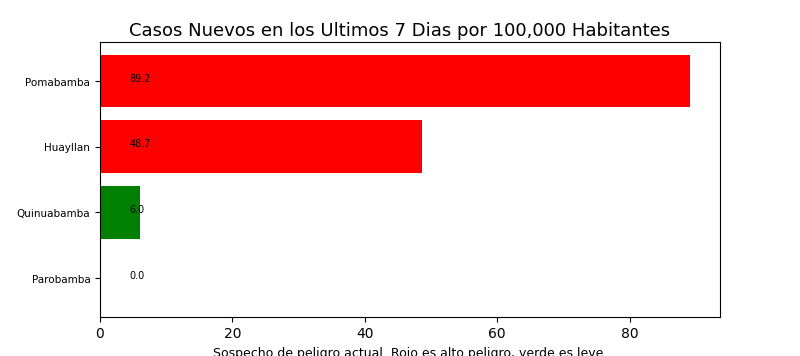 Casos Nuevos en los Ultimos 7 Dias por 100,000 Habitantes
Pomabamba
89.2
Huayllan
48.7
Quinuabamba
6.0
Parobamba
0.0
0 20 40 60 80
Sospecho de peligro actual. Rojo es alto peligro, verde es leve